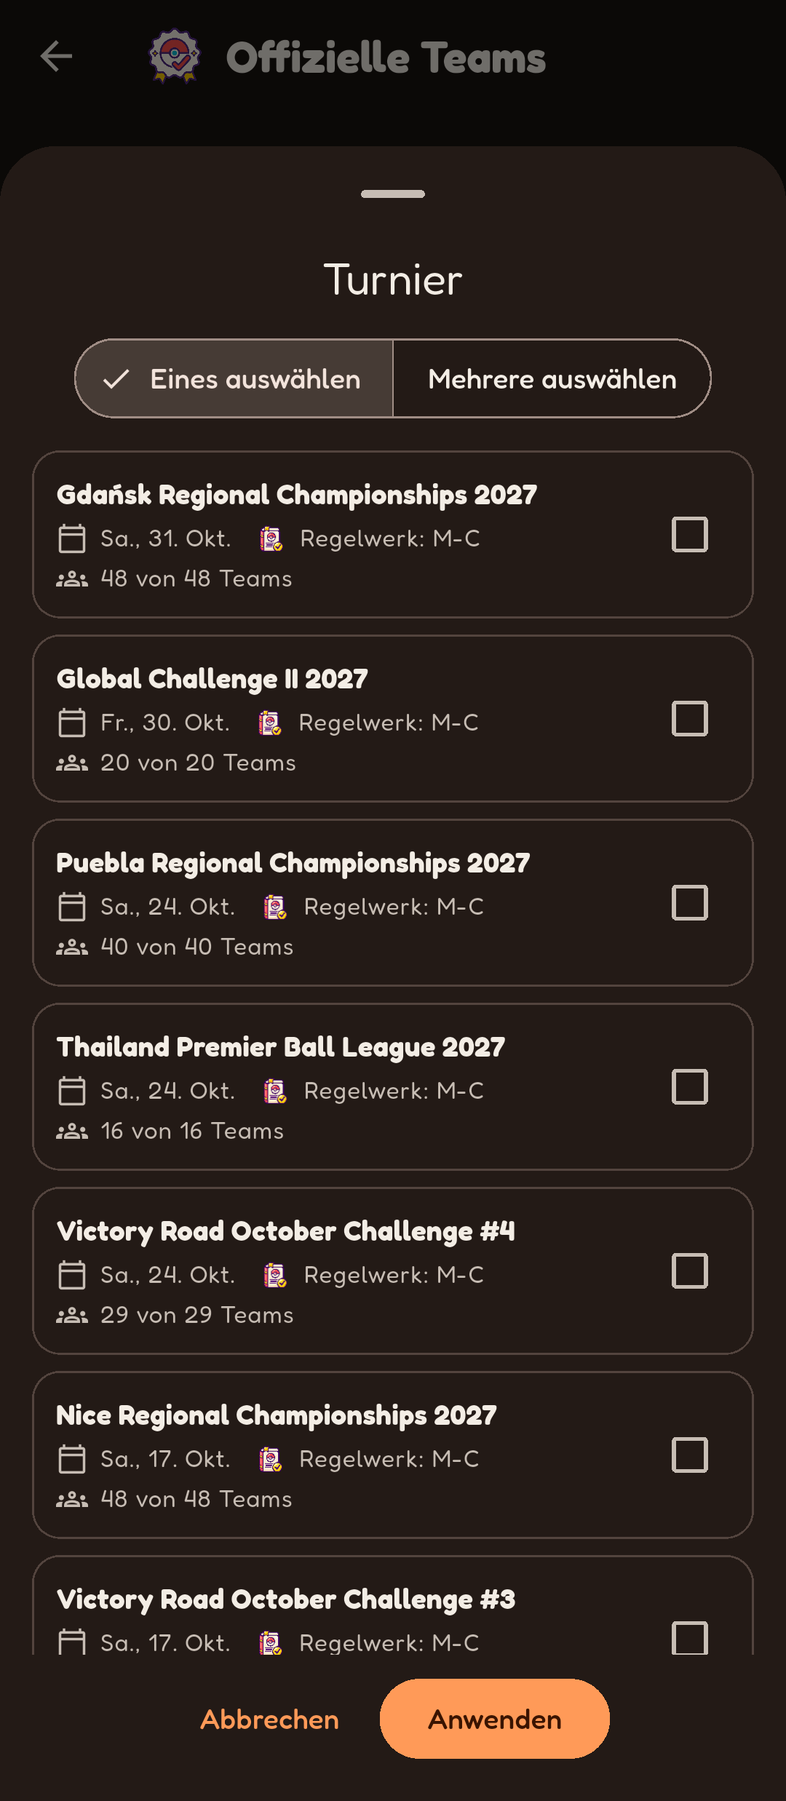 Offizielle Teams
Turnier
Eines auswählen
Mehrere auswählen
Gdańsk Regional Championships 2027
Sa., 31. Okt. Regelwerk: M-C
48 von 48 Teams
Global Challenge II 2027
Fr., 30. Okt. Regelwerk: M-C
20 von 20 Teams
Puebla Regional Championships 2027
Sa., 24. Okt. Regelwerk: M-C
40 von 40 Teams
Thailand Premier Ball League 2027
Sa., 24. Okt. Regelwerk: M-C
16 von 16 Teams
Victory Road October Challenge #4
Sa., 24. Okt. Regelwerk: M-C
29 von 29 Teams
Nice Regional Championships 2027
Sa., 17. Okt. Regelwerk: M-C
48 von 48 Teams
Victory Road October Challenge #3
Sa., 17. Okt. Regelwerk: M-C
Abbrechen
Anwenden